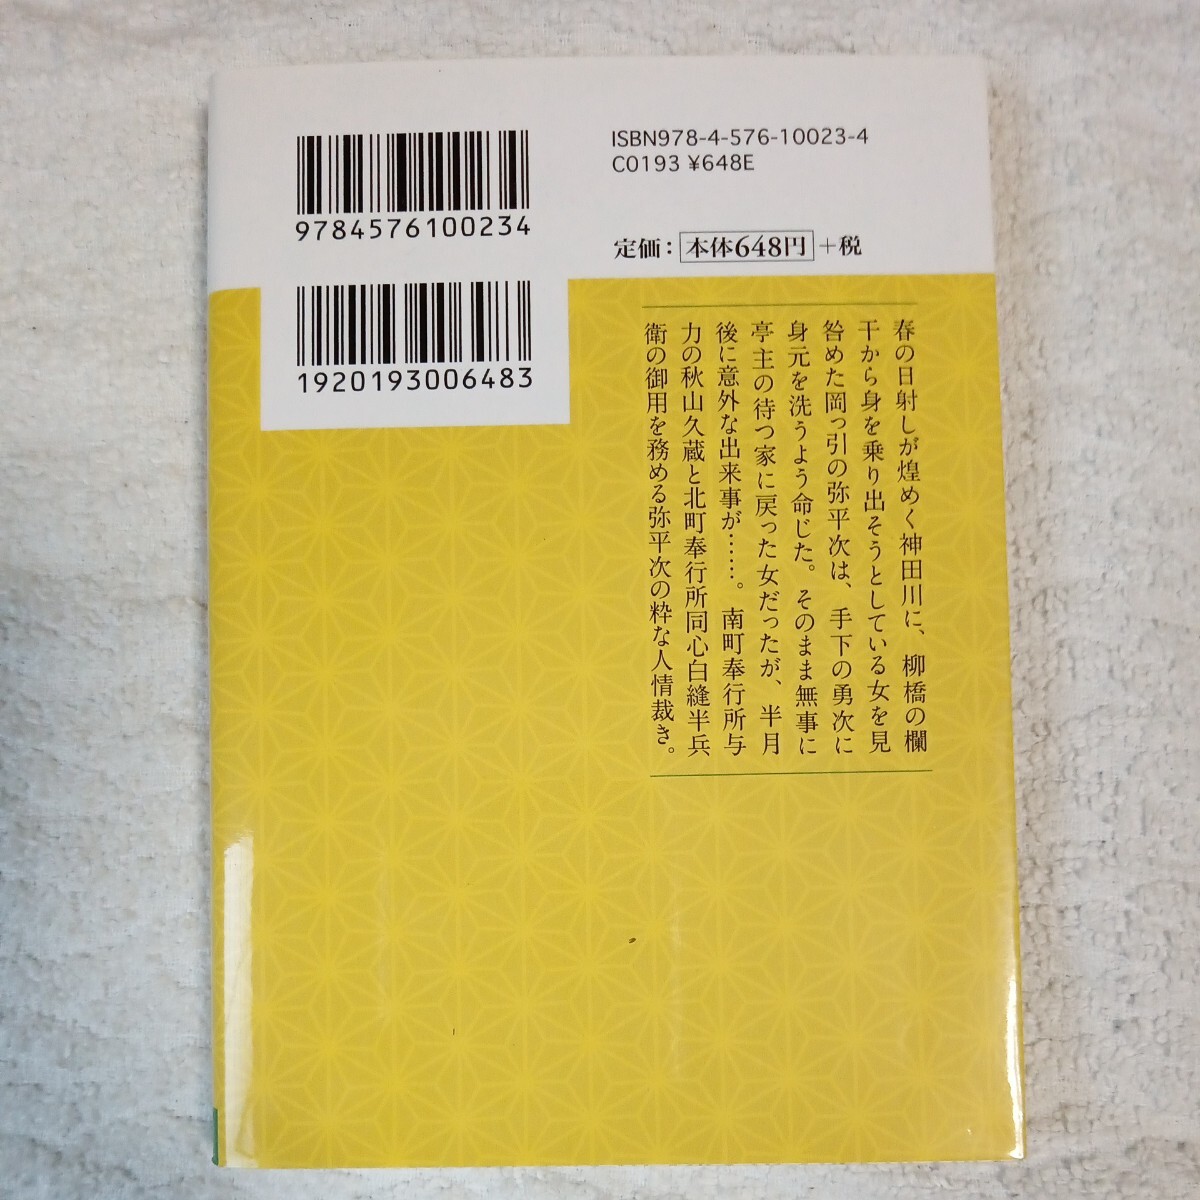 9784576100234
ISBN978-4-576-10023-4
C0193 ¥648E
定価：本体648円＋税
1920193006483
春の日射しが煌めく神田川に、柳橋の欄
干から身を乗り出そうとしている女を見
咎めた岡っ引の弥平次は、手下の勇次に
身元を洗うよう命じた。そのまま無事に
亭主の待つ家に戻った女だったが、半月
後に意外な出来事が……。南町奉行所与
力の秋山久蔵と北町奉行所同心白縫半兵
衛の御用を務める弥平次の粋な人情裁き。